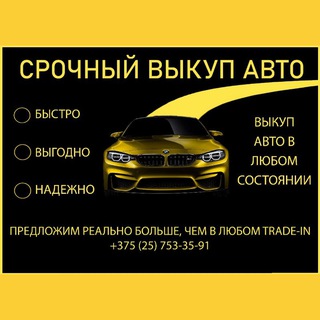 СРОЧНЫЙ ВЫКУП АВТО
БЫСТРО
ВЫГОДНО
НАДЕЖНО
ВЫКУП
АВТО В
ЛЮБОМ
СОСТОЯНИИ
ПРЕДЛОЖИМ РЕАЛЬНО БОЛЬШЕ, ЧЕМ В ЛЮБОМ TRADE-IN
+375 (25) 753-35-91